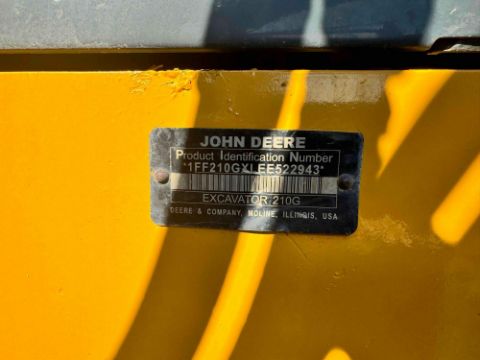 JOHN DEERE
Product Identification Number
*1FF210GXLEE522943*
EXCAVATOR 210G
DEERE & COMPANY, MOLINE, ILLINOIS, USA